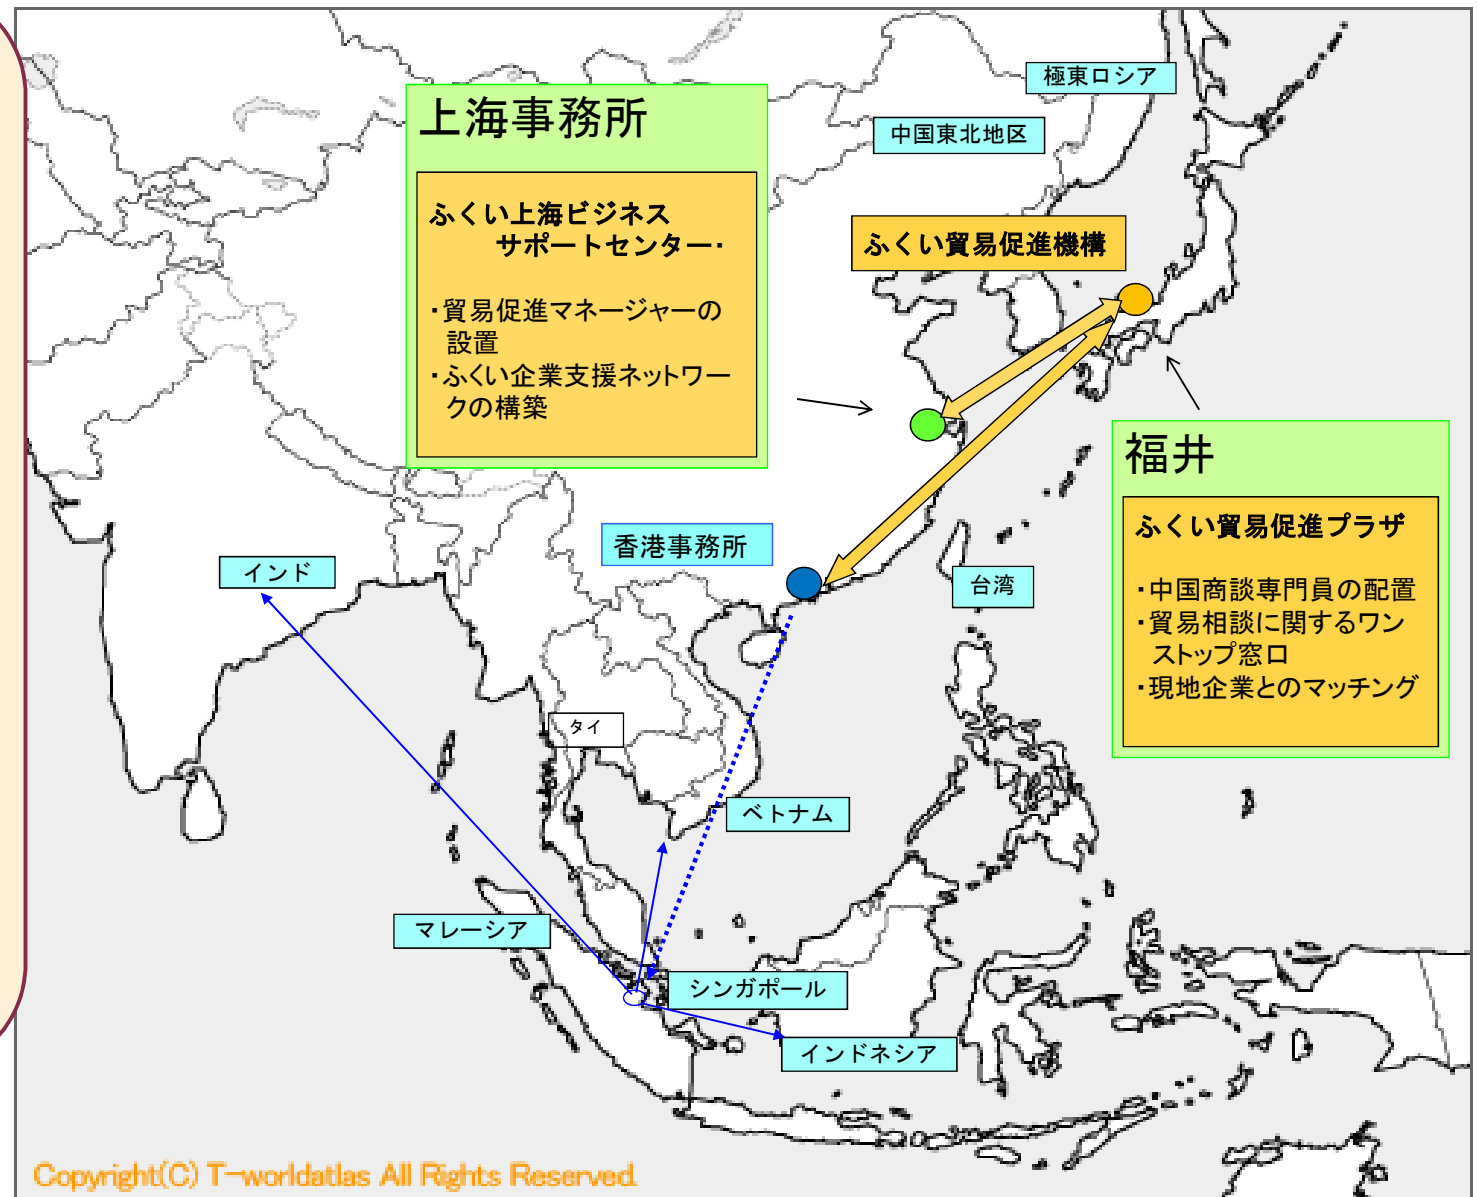 極東ロシア
中国東北地区
上海事務所
ふくい上海ビジネス
サポートセンター・
・貿易促進マネージャーの
設置
・ふくい企業支援ネットワー
クの構築
ふくい貿易促進機構
福井
ふくい貿易促進プラザ
・中国商談専門員の配置
・貿易相談に関するワン
ストップ窓口
・現地企業とのマッチング
香港事務所
インド
台湾
タイ
ベトナム
マレーシア
シンガポール
インドネシア
Copyright(C) T-worldatlas All Rights Reserved.